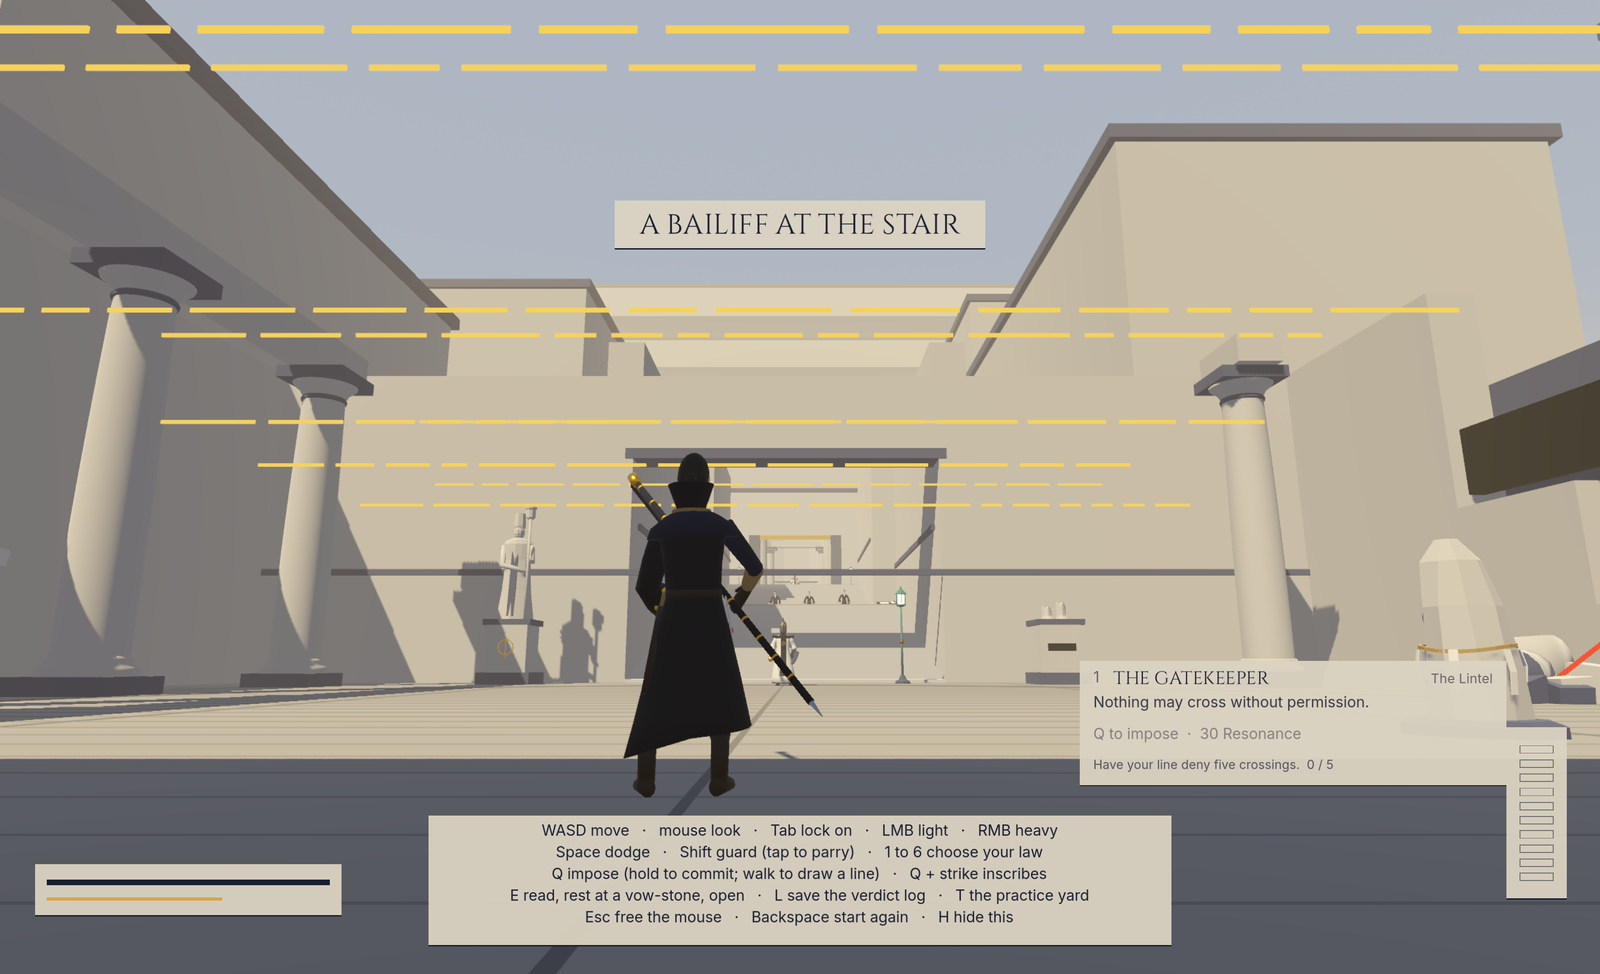 A BAILIFF AT THE STAIR
1 THE GATEKEEPER The Lintel
Nothing may cross without permission.
Q to impose · 30 Resonance
Have your line deny five crossings. 0 / 5
WASD move · mouse look · Tab lock on · LMB light · RMB heavy
Space dodge · Shift guard (tap to parry) · 1 to 6 choose your law
Q impose (hold to commit; walk to draw a line) · Q + strike inscribes
E read, rest at a vow-stone, open · L save the verdict log · T the practice yard
Esc free the mouse · Backspace start again · H hide this